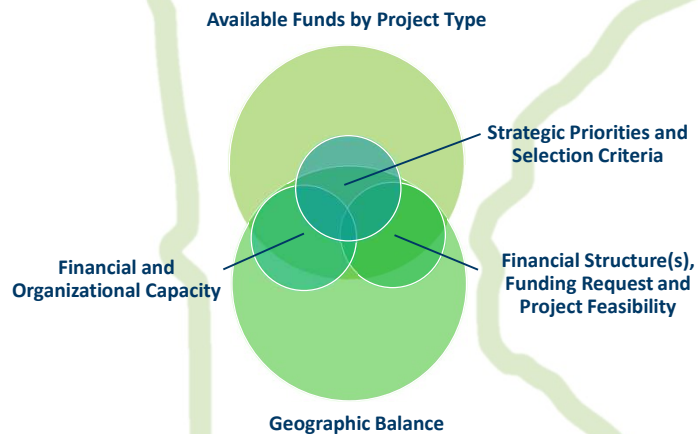 Available Funds by Project Type
Strategic Priorities and
Selection Criteria
Financial and
Organizational Capacity
Financial Structure(s),
Funding Request and
Project Feasibility
Geographic Balance